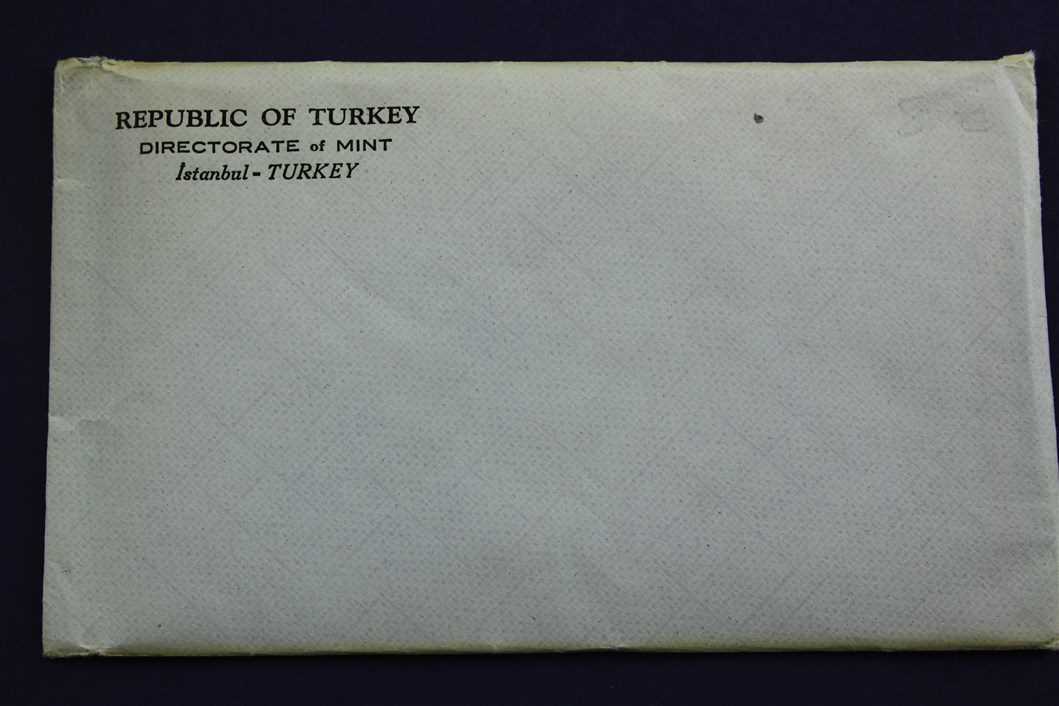 REPUBLIC OF TURKEY
DIRECTORATE of MINT
İstanbul - TURKEY